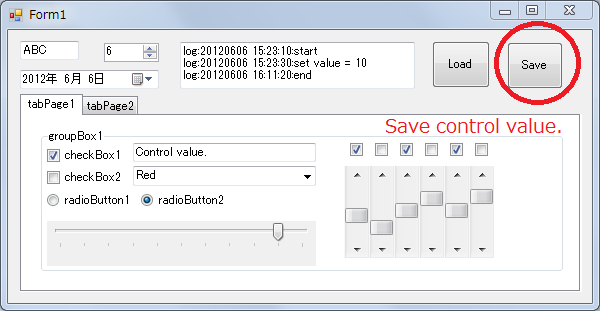 Form1
ABC
6
log:20120606 15:23:10:start
log:20120606 15:23:30:set value = 10
log:20120606 16:11:20:end
Load
Save
2012年 6月 6日
tabPage1
tabPage2
Save control value.
groupBox1
checkBox1
Control value.
checkBox2
Red
radioButton1
radioButton2